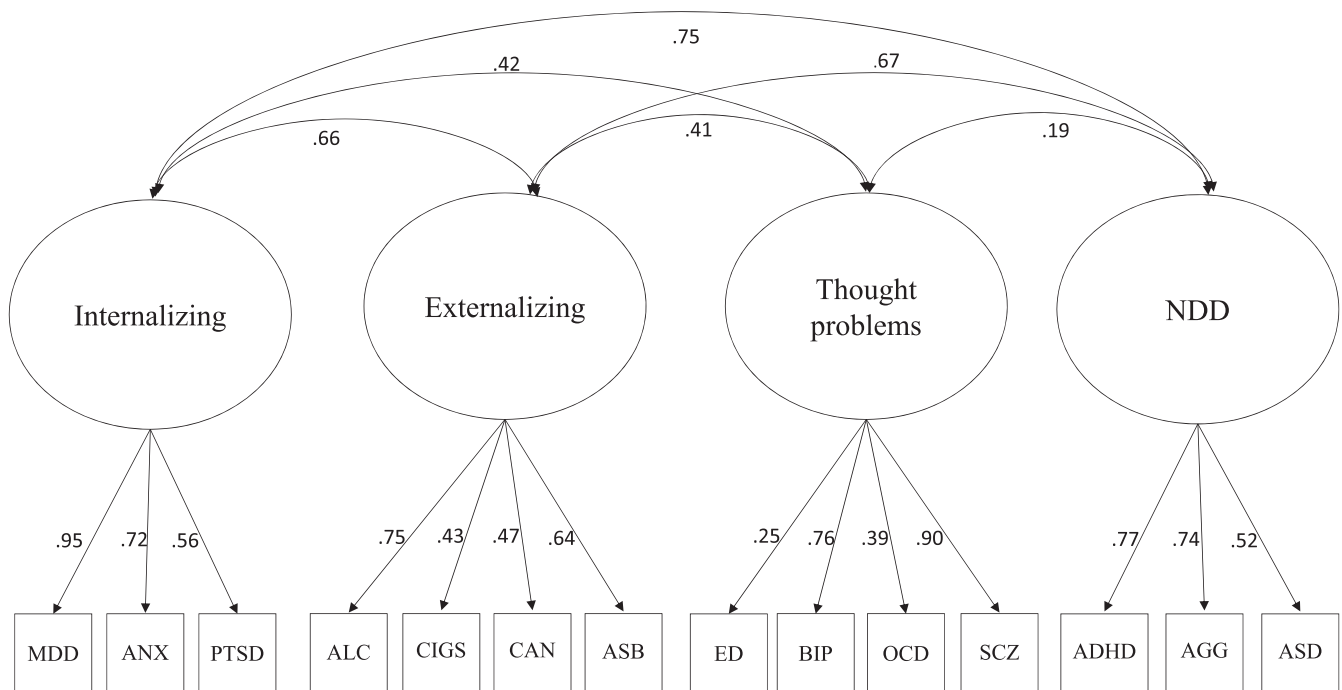 .75
.42
.67
.66
.41
.19
Internalizing
Externalizing
Thought
problems
NDD
.95
.72
.56
.75
.43
.47
.64
.25
.76
.39
.90
.77
.74
.52
MDD
ANX
PTSD
ALC
CIGS
CAN
ASB
ED
BIP
OCD
SCZ
ADHD
AGG
ASD